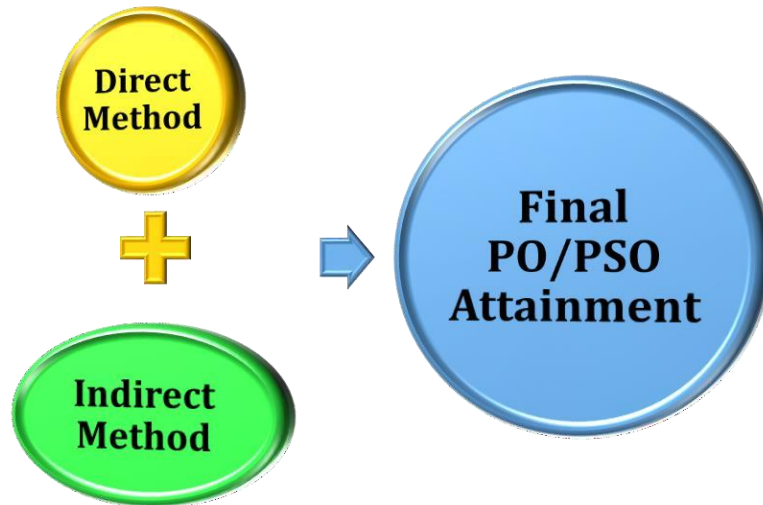 Direct
Method
Indirect
Method
Final
PO/PSO
Attainment